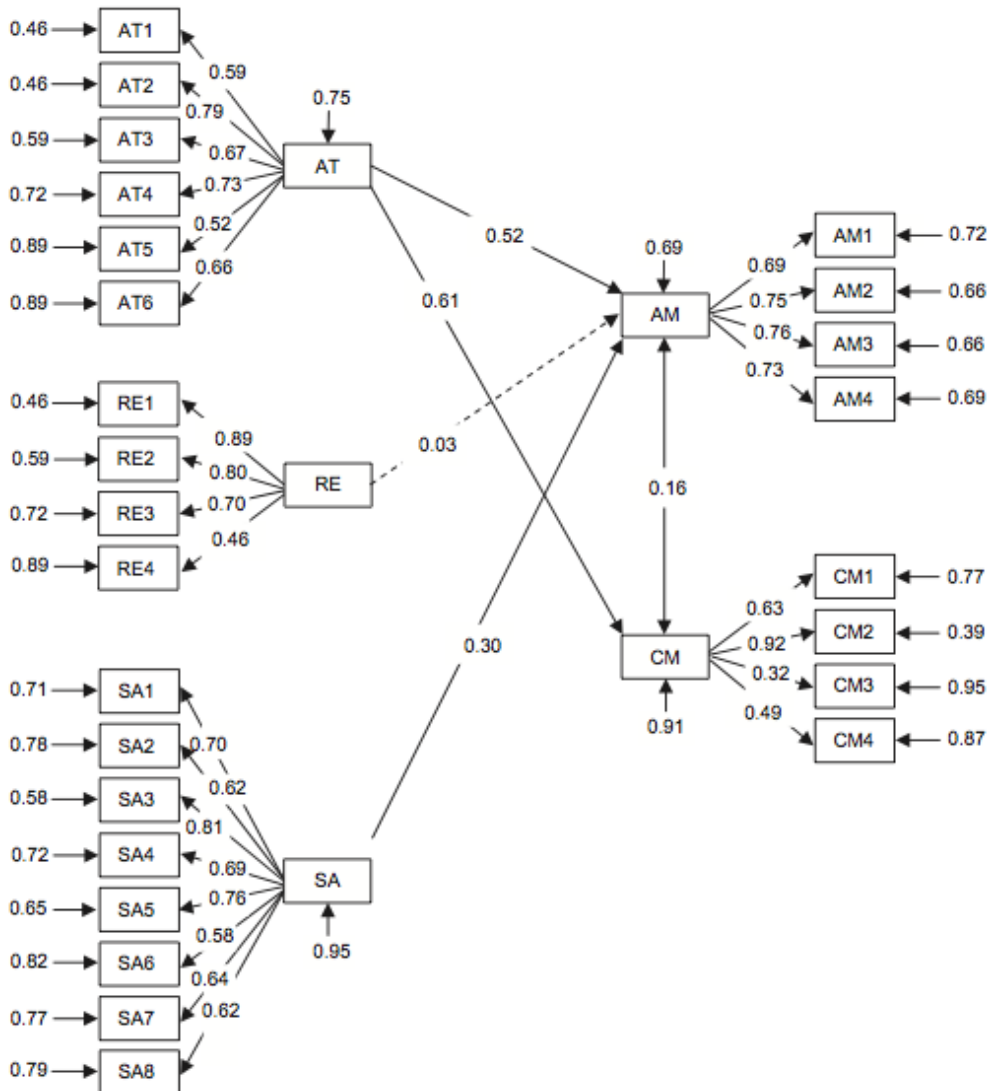 0.46 AT1
0.59
0.46 AT2
0.79
0.75
0.59 AT3
0.67
AT
0.72 AT4
0.73
0.52
0.89 AT5
0.66
0.89 AT6
0.52
0.61
0.69
AM
0.69
AM1 0.72
0.75
AM2 0.66
0.76
AM3 0.66
0.73
AM4 0.69
0.46 RE1
0.89
0.59 RE2
0.80
RE
0.72 RE3
0.70
0.46
0.89 RE4
0.03
0.16
0.30
CM
0.91
0.63
CM1 0.77
0.92
CM2 0.39
0.32
CM3 0.95
0.49
CM4 0.87
0.71 SA1
0.70
0.78 SA2
0.62
0.58 SA3
0.81
0.72 SA4
0.69
SA
0.65 SA5
0.76
0.58
0.95
0.82 SA6
0.64
0.77 SA7
0.62
0.79 SA8